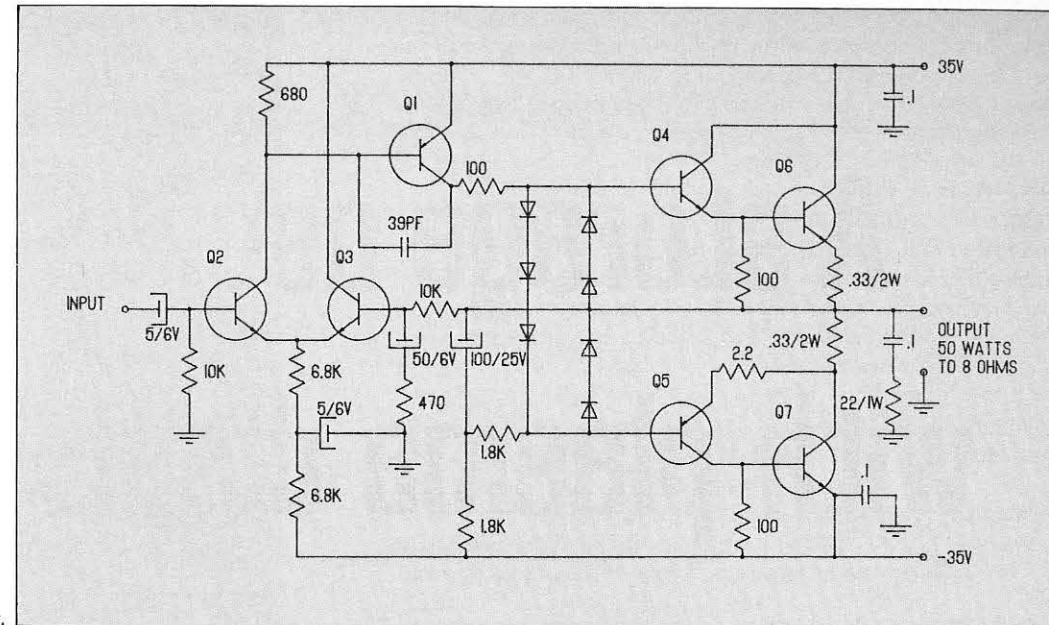 35V
680
Q1
.1
Q4
100
Q6
39PF
Q2
Q3
100
.33/2W
INPUT
10K
5/6V
50/6V
100/25V
.33/2W
.1
OUTPUT
50 WATTS
TO 8 OHMS
2.2
10K
6.8K
5/6V
470
1.8K
Q5
Q7
22/1W
6.8K
1.8K
100
.1
-35V